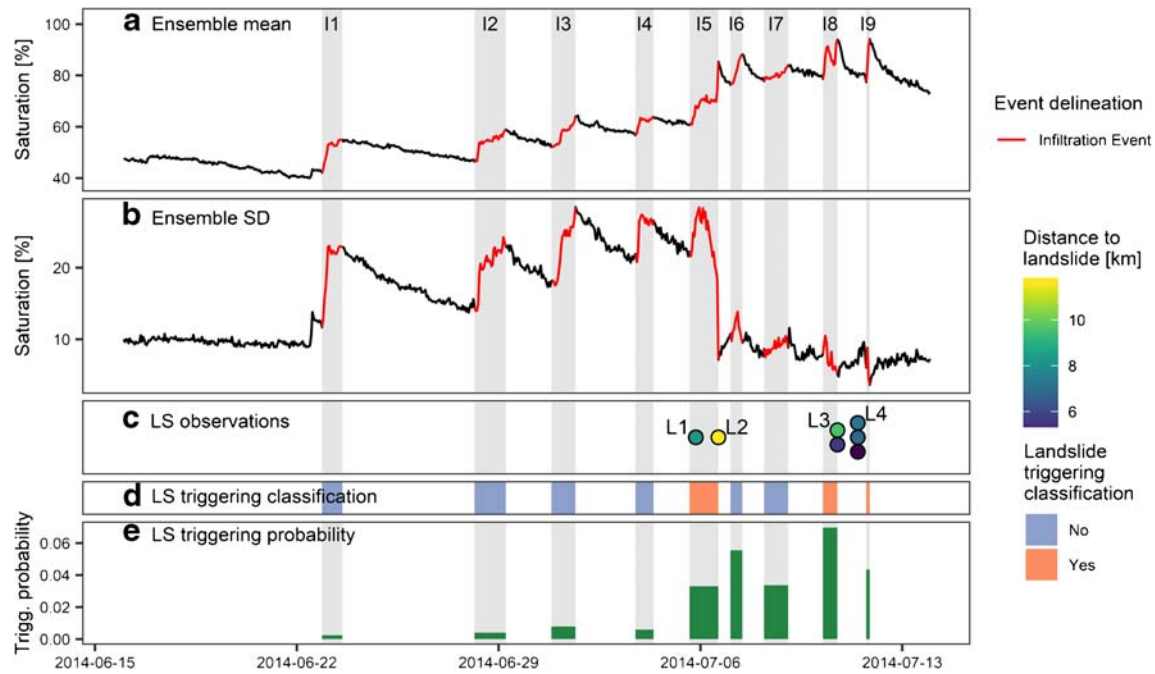 a Ensemble mean
I1 I2 I3 I4 I5 I6 I7 I8 I9
100
80
60
40
Saturation [%]
Event delineation
Infiltration Event
b Ensemble SD
20
10
Saturation [%]
Distance to
landslide [km]
10
8
6
c LS observations
L1 L2 L3 L4
Landslide
triggering
classification
No
Yes
d LS triggering classification
e LS triggering probability
0.06
0.04
0.02
0.00
Trigg. probability
2014-06-15 2014-06-22 2014-06-29 2014-07-06 2014-07-13